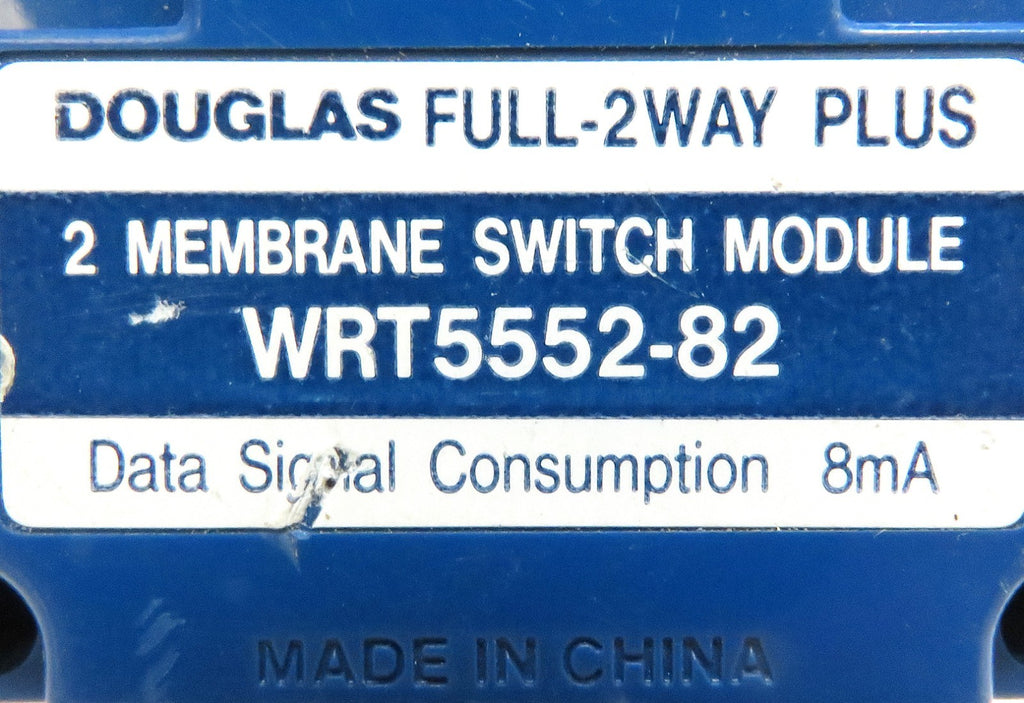 DOUGLAS FULL-2WAY PLUS
2 MEMBRANE SWITCH MODULE
WRT5552-82
Data Signal Consumption 8mA
MADE IN CHINA